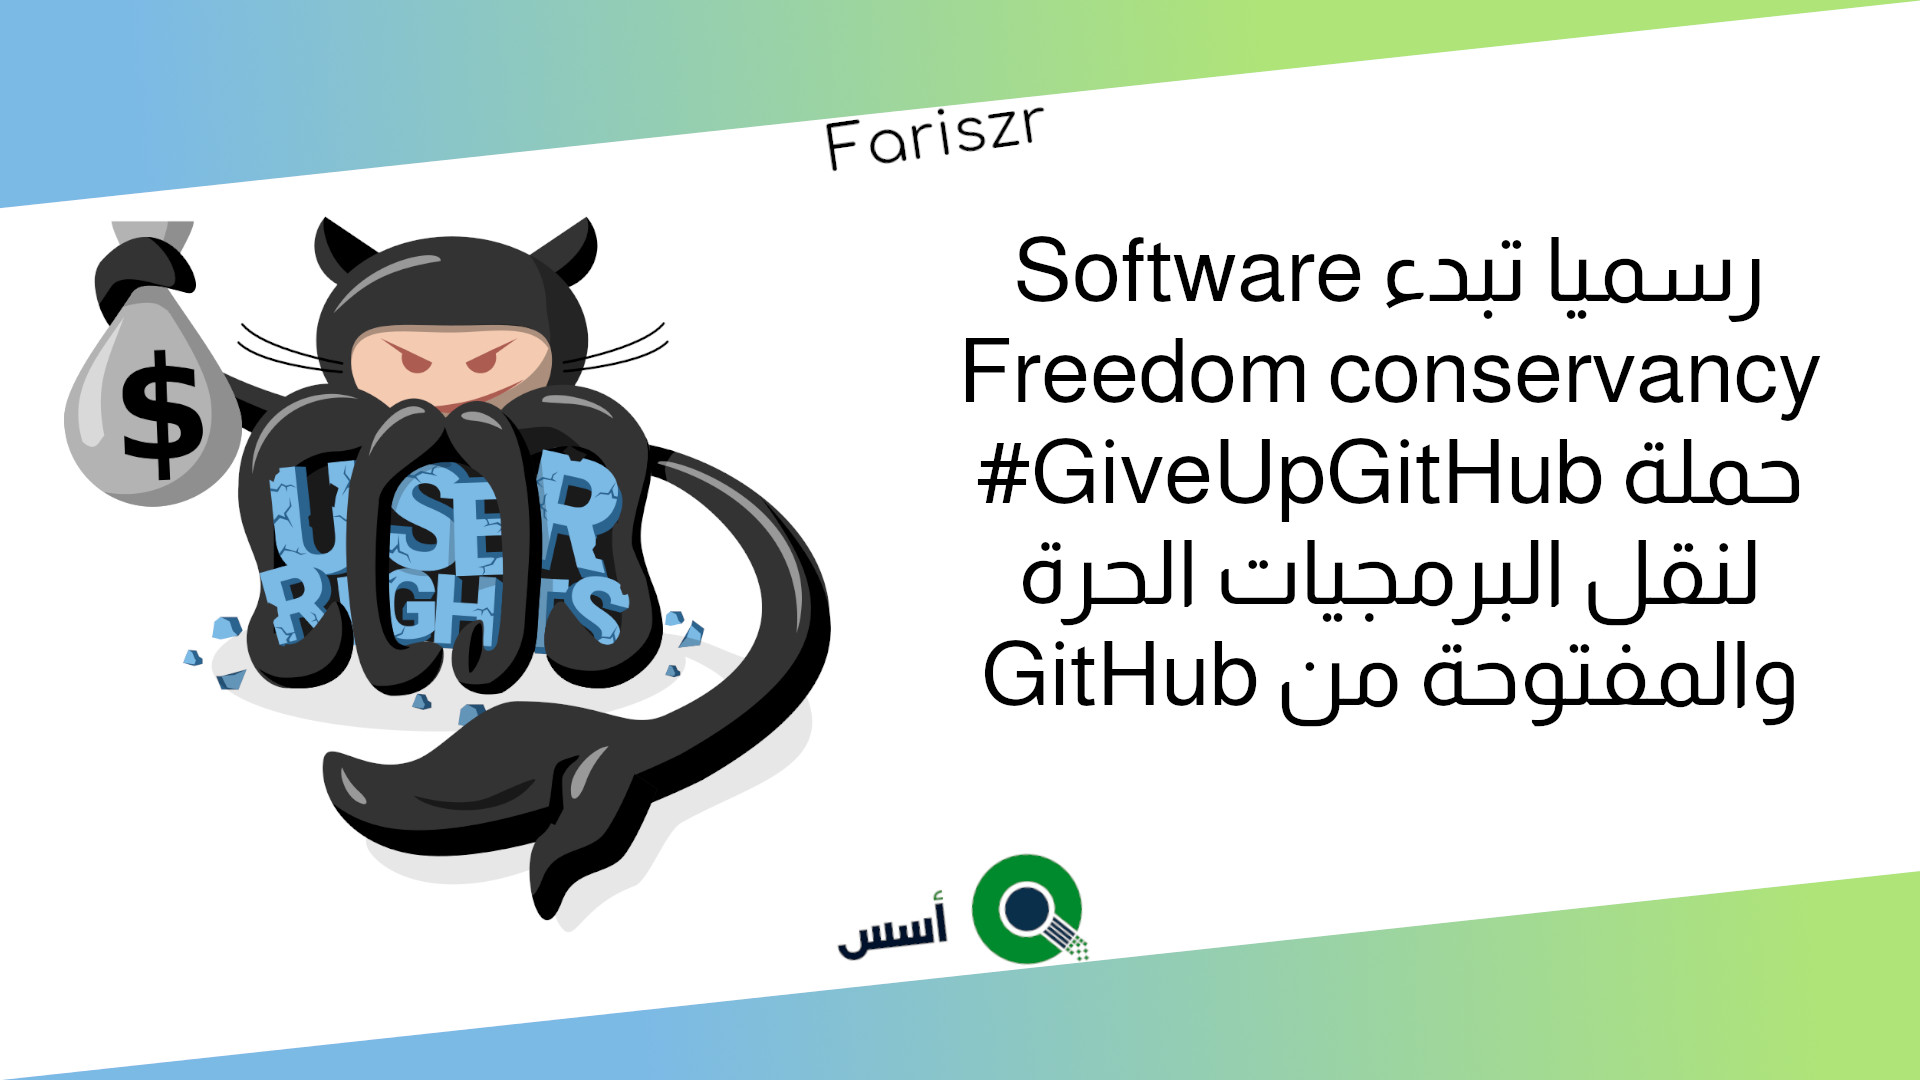 Fariszr
رسميا تبدء Software
Freedom conservancy
حملة #GiveUpGitHub
لنقل البرمجيات الحرة
والمفتوحة من GitHub
$
USER
RIGHTS
أسس